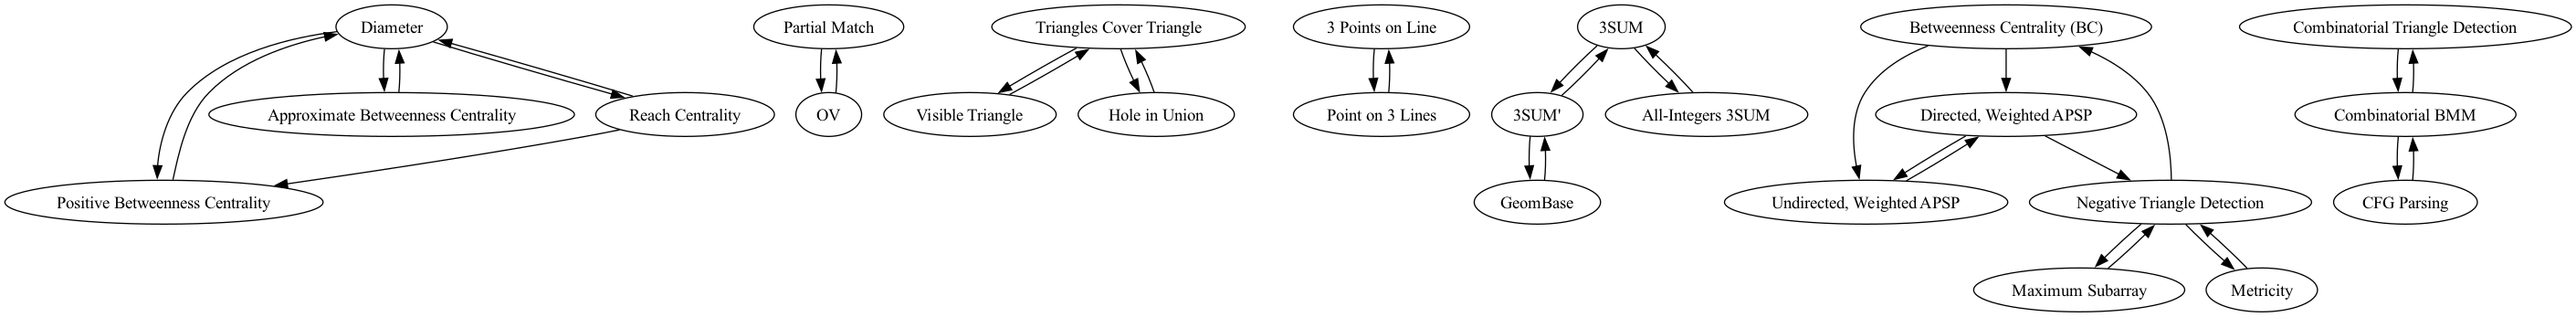 Diameter
Partial Match
Triangles Cover Triangle
3 Points on Line
3SUM
Betweenness Centrality (BC)
Combinatorial Triangle Detection
Approximate Betweenness Centrality
Reach Centrality
OV
Visible Triangle
Hole in Union
Point on 3 Lines
3SUM'
All-Integers 3SUM
Directed, Weighted APSP
Combinatorial BMM
Positive Betweenness Centrality
GeomBase
Undirected, Weighted APSP
Negative Triangle Detection
CFG Parsing
Maximum Subarray
Metricity